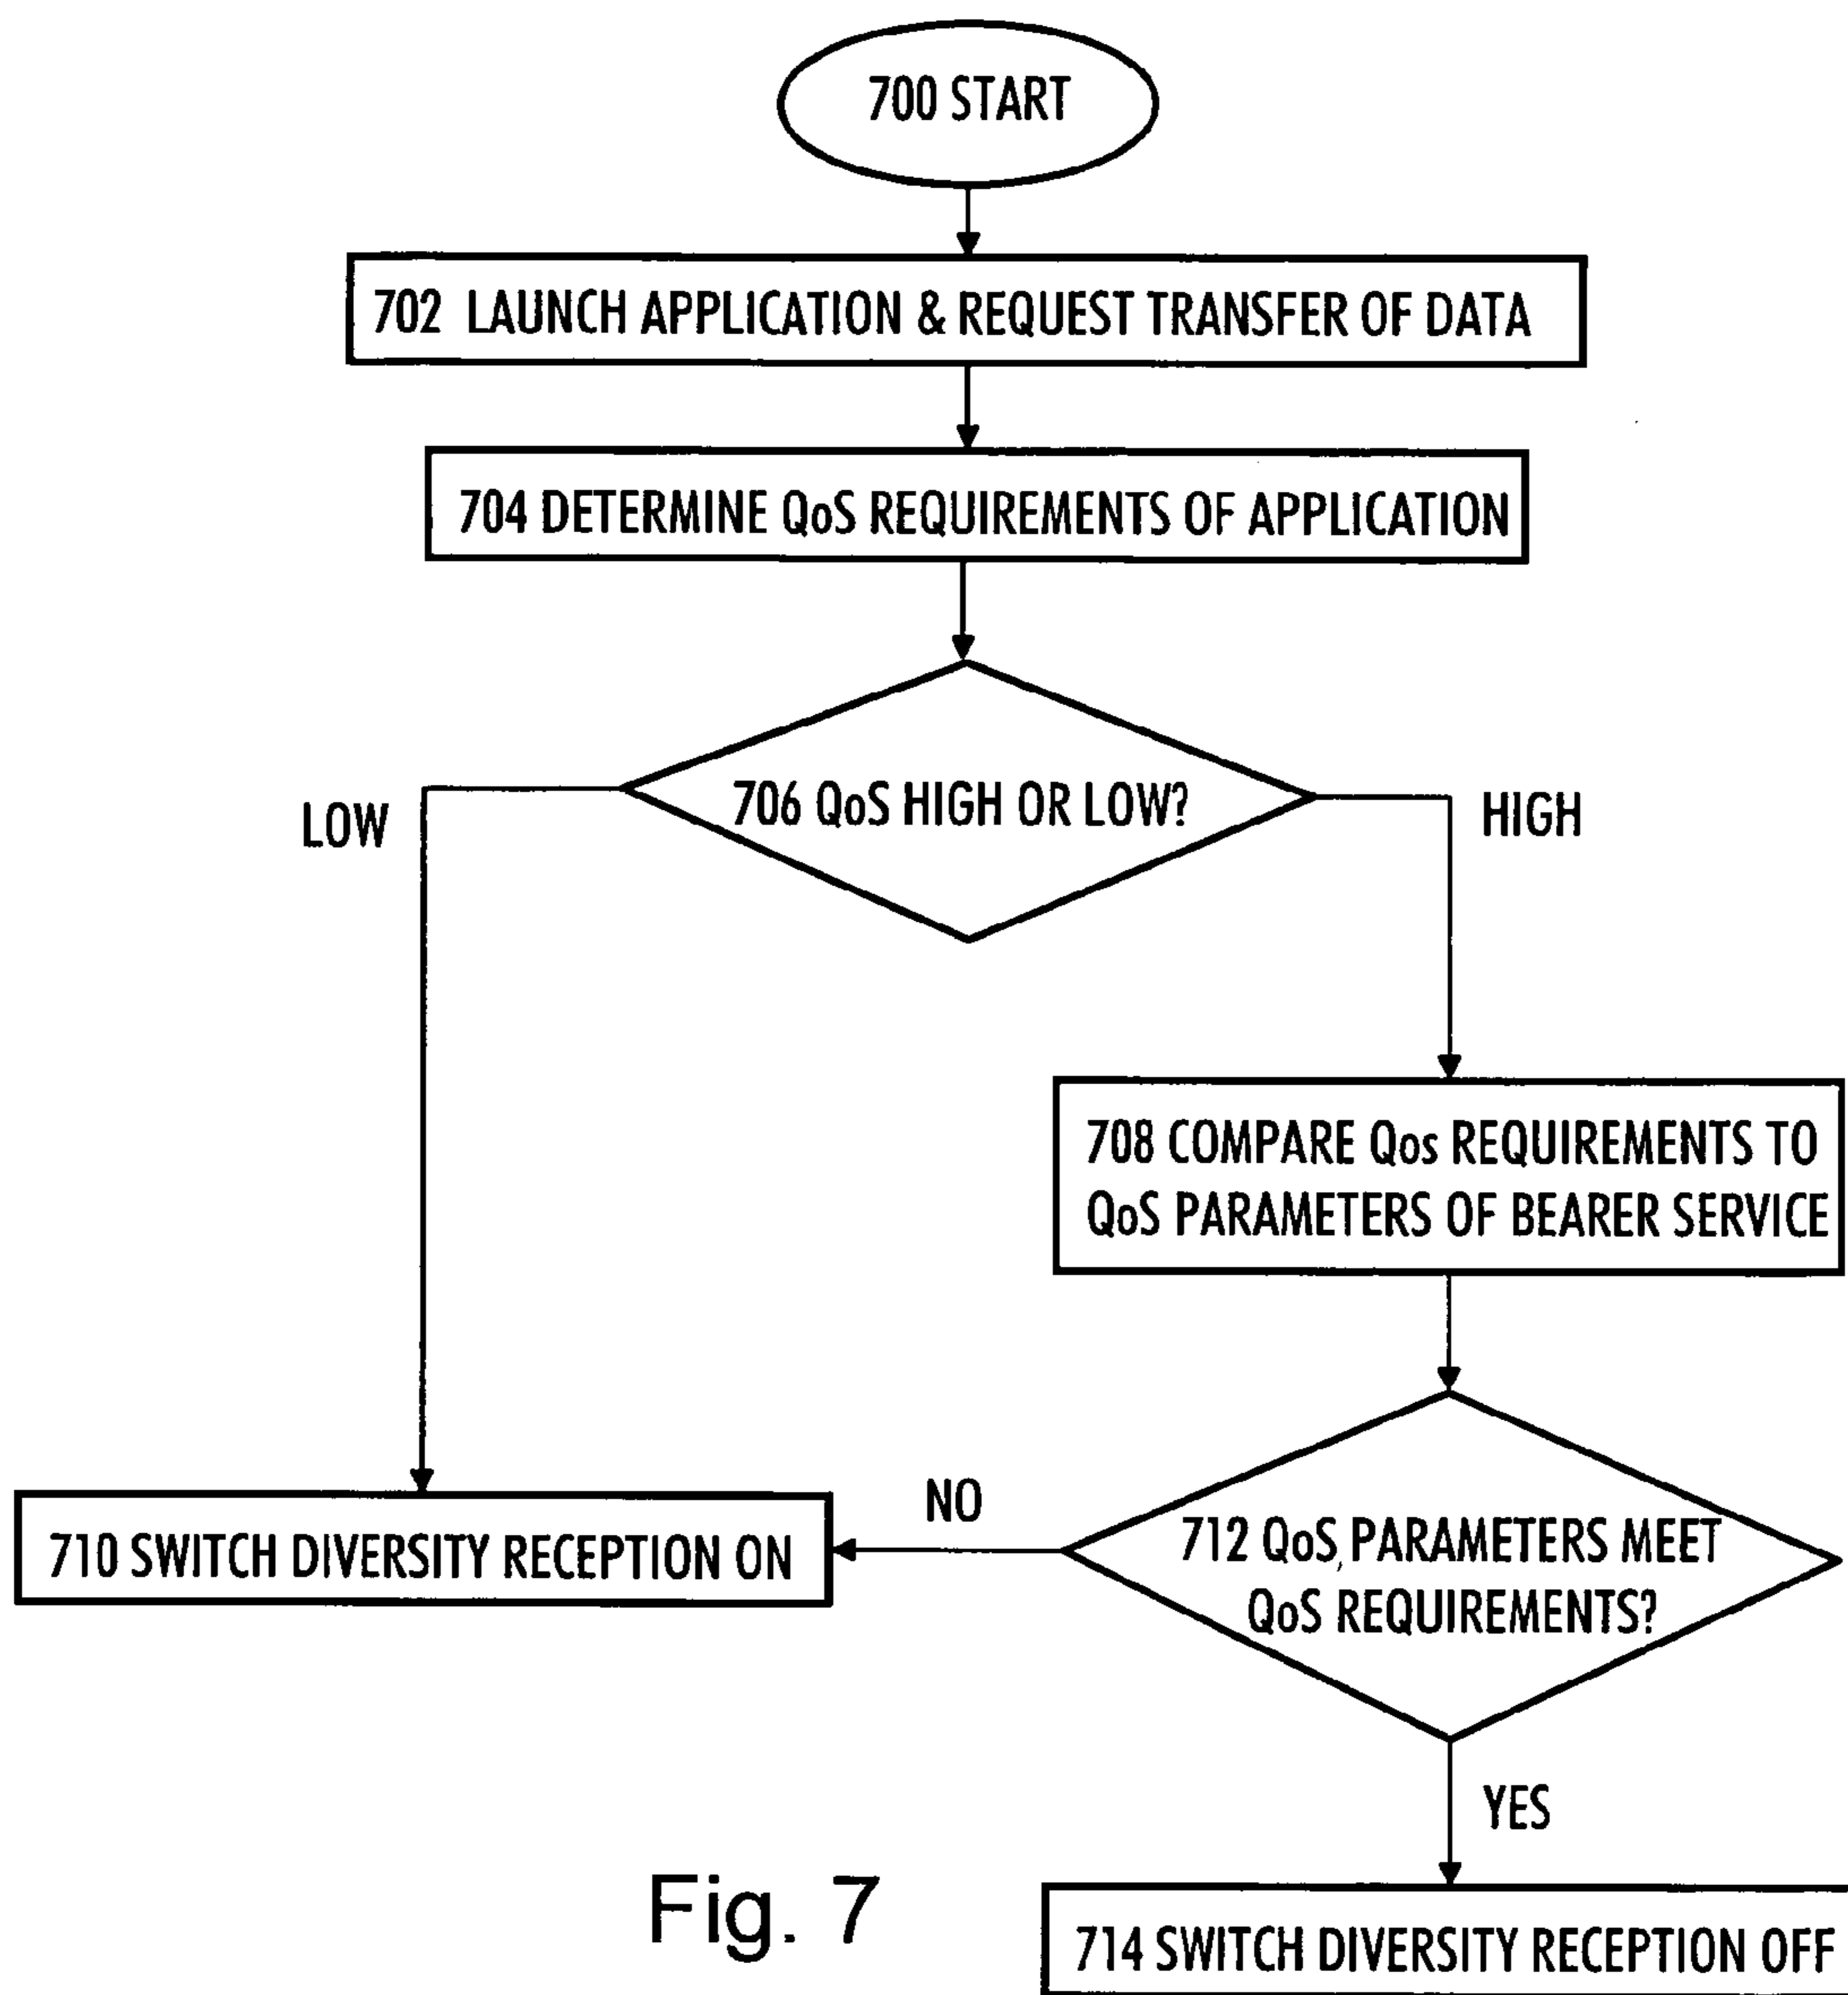 700 START
702 LAUNCH APPLICATION & REQUEST TRANSFER OF DATA
704 DETERMINE QoS REQUIREMENTS OF APPLICATION
706 QoS HIGH OR LOW?
LOW
HIGH
708 COMPARE Qos REQUIREMENTS TO
QoS PARAMETERS OF BEARER SERVICE
710 SWITCH DIVERSITY RECEPTION ON
NO
712 QoS PARAMETERS MEET
QoS REQUIREMENTS?
YES
714 SWITCH DIVERSITY RECEPTION OFF
Fig. 7